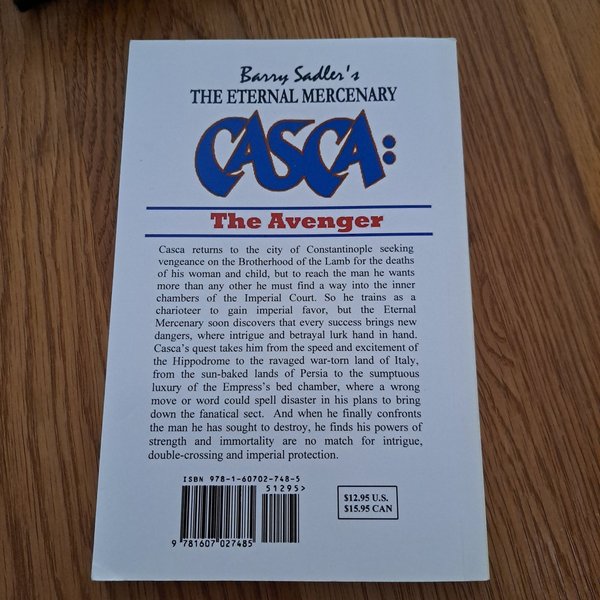 Barry Sadler's
THE ETERNAL MERCENARY
CASCA:
The Avenger
Casca returns to the city of Constantinople seeking
vengeance on the Brotherhood of the Lamb for the deaths
of his woman and child, but to reach the man he wants
more than any other he must find a way into the inner
chambers of the Imperial Court. So he trains as a
charioteer to gain imperial favor, but the Eternal
Mercenary soon discovers that every success brings new
dangers, where intrigue and betrayal lurk hand in hand.
Casca's quest takes him from the speed and excitement of
the Hippodrome to the ravaged war-torn land of Italy,
from the sun-baked lands of Persia to the sumptuous
luxury of the Empress's bed chamber, where a wrong
move or word could spell disaster in his plans to bring
down the fanatical sect. And when he finally confronts
the man he has sought to destroy, he finds his powers of
strength and immortality are no match for intrigue,
double-crossing and imperial protection.
ISBN 978-1-60702-748-5
51295>
$12.95 U.S.
$15.95 CAN
9 781607 027485